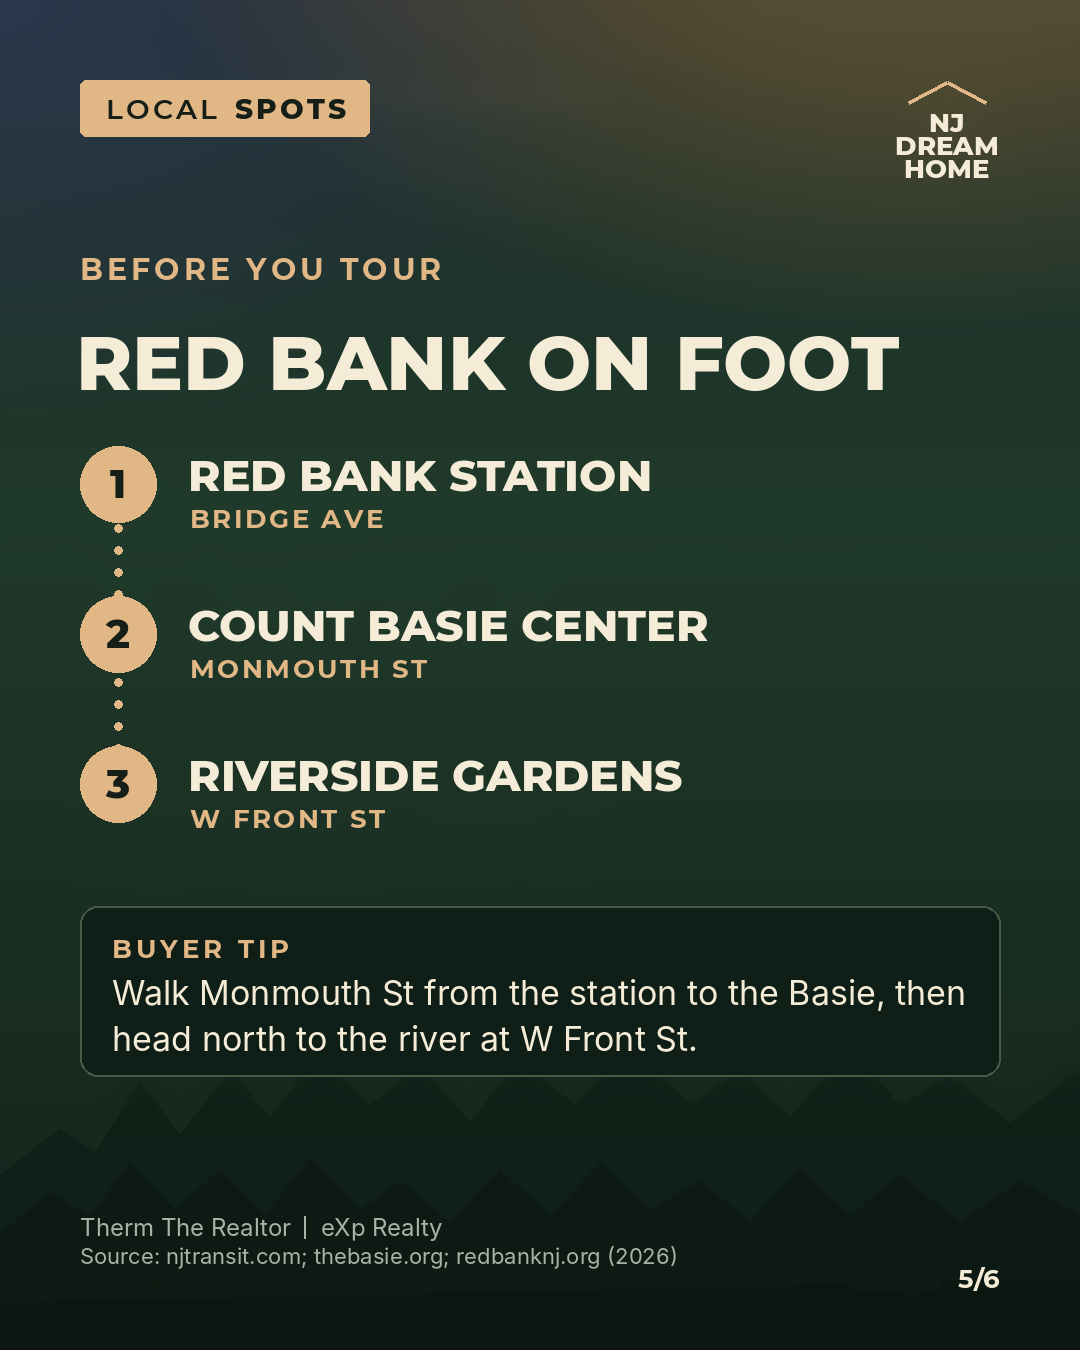 LOCAL SPOTS
NJ
DREAM
HOME
BEFORE YOU TOUR
RED BANK ON FOOT
1
RED BANK STATION
BRIDGE AVE
2
COUNT BASIE CENTER
MONMOUTH ST
3
RIVERSIDE GARDENS
W FRONT ST
BUYER TIP
Walk Monmouth St from the station to the Basie, then
head north to the river at W Front St.
Therm The Realtor | eXp Realty
Source: njtransit.com; thebasie.org; redbanknj.org (2026)
5/6